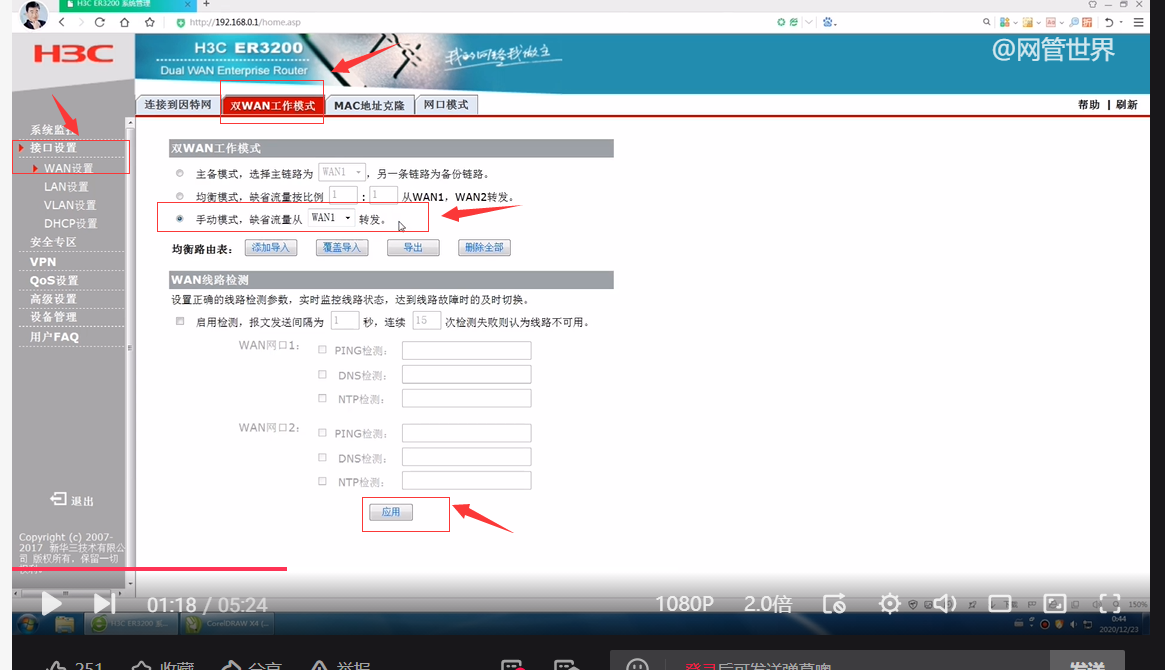 H3C ER3200 系统管理
http://192.168.0.1/home.asp
H3C
H3C ER3200
Dual WAN Enterprise Router
我的网络我做主
@网管世界
连接到因特网 双WAN工作模式 MAC地址克隆 网口模式
帮助 | 刷新
系统监控
接口设置
WAN设置
LAN设置
VLAN设置
DHCP设置
安全专区
VPN
QoS设置
高级设置
设备管理
用户FAQ
退出
Copyright (c) 2007-
2017 新华三技术有限公
司 版权所有，保留一切
双WAN工作模式
主备模式，选择主链路为 WAN1 ，另一条链路为备份链路。
均衡模式，缺省流量按比例 1 : 1 从WAN1，WAN2转发。
手动模式，缺省流量从 WAN1 转发。
均衡路由表： 添加导入 覆盖导入 导出 删除全部
WAN线路检测
设置正确的线路检测参数，实时监控线路状态，达到线路故障时的及时切换。
启用检测，报文发送间隔为 1 秒，连续 15 次检测失败则认为线路不可用。
WAN网口1： PING检测：
DNS检测：
NTP检测：
WAN网口2： PING检测：
DNS检测：
NTP检测：
应用
01:18 / 05:24
1080P 2.0倍
150%
H3C ER3200 系...
CorelDRAW X4 (...
0:44
2020/12/23
251 收藏 分享 举报
登录后可发送弹幕噢
发送